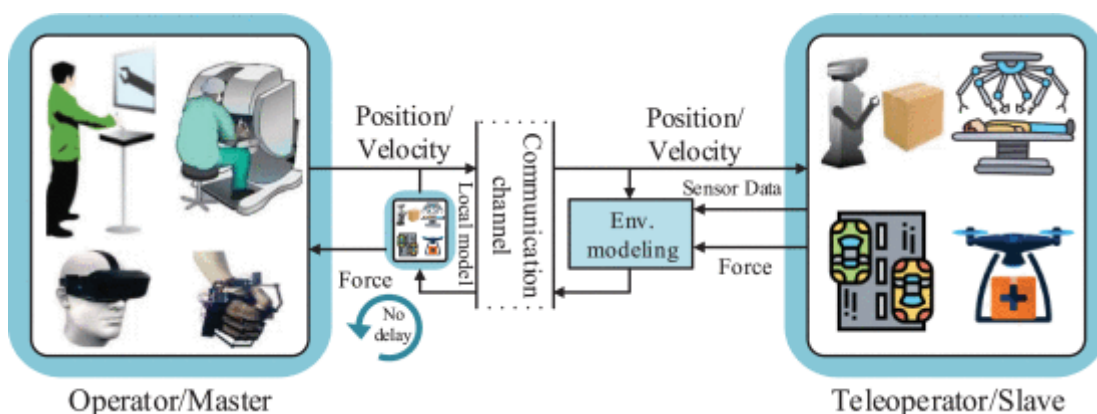 Position/
Velocity
Local model
Force
No
delay
Communication
channel
Position/
Velocity
Sensor Data
Env.
modeling
Force
Operator/Master
Teleoperator/Slave